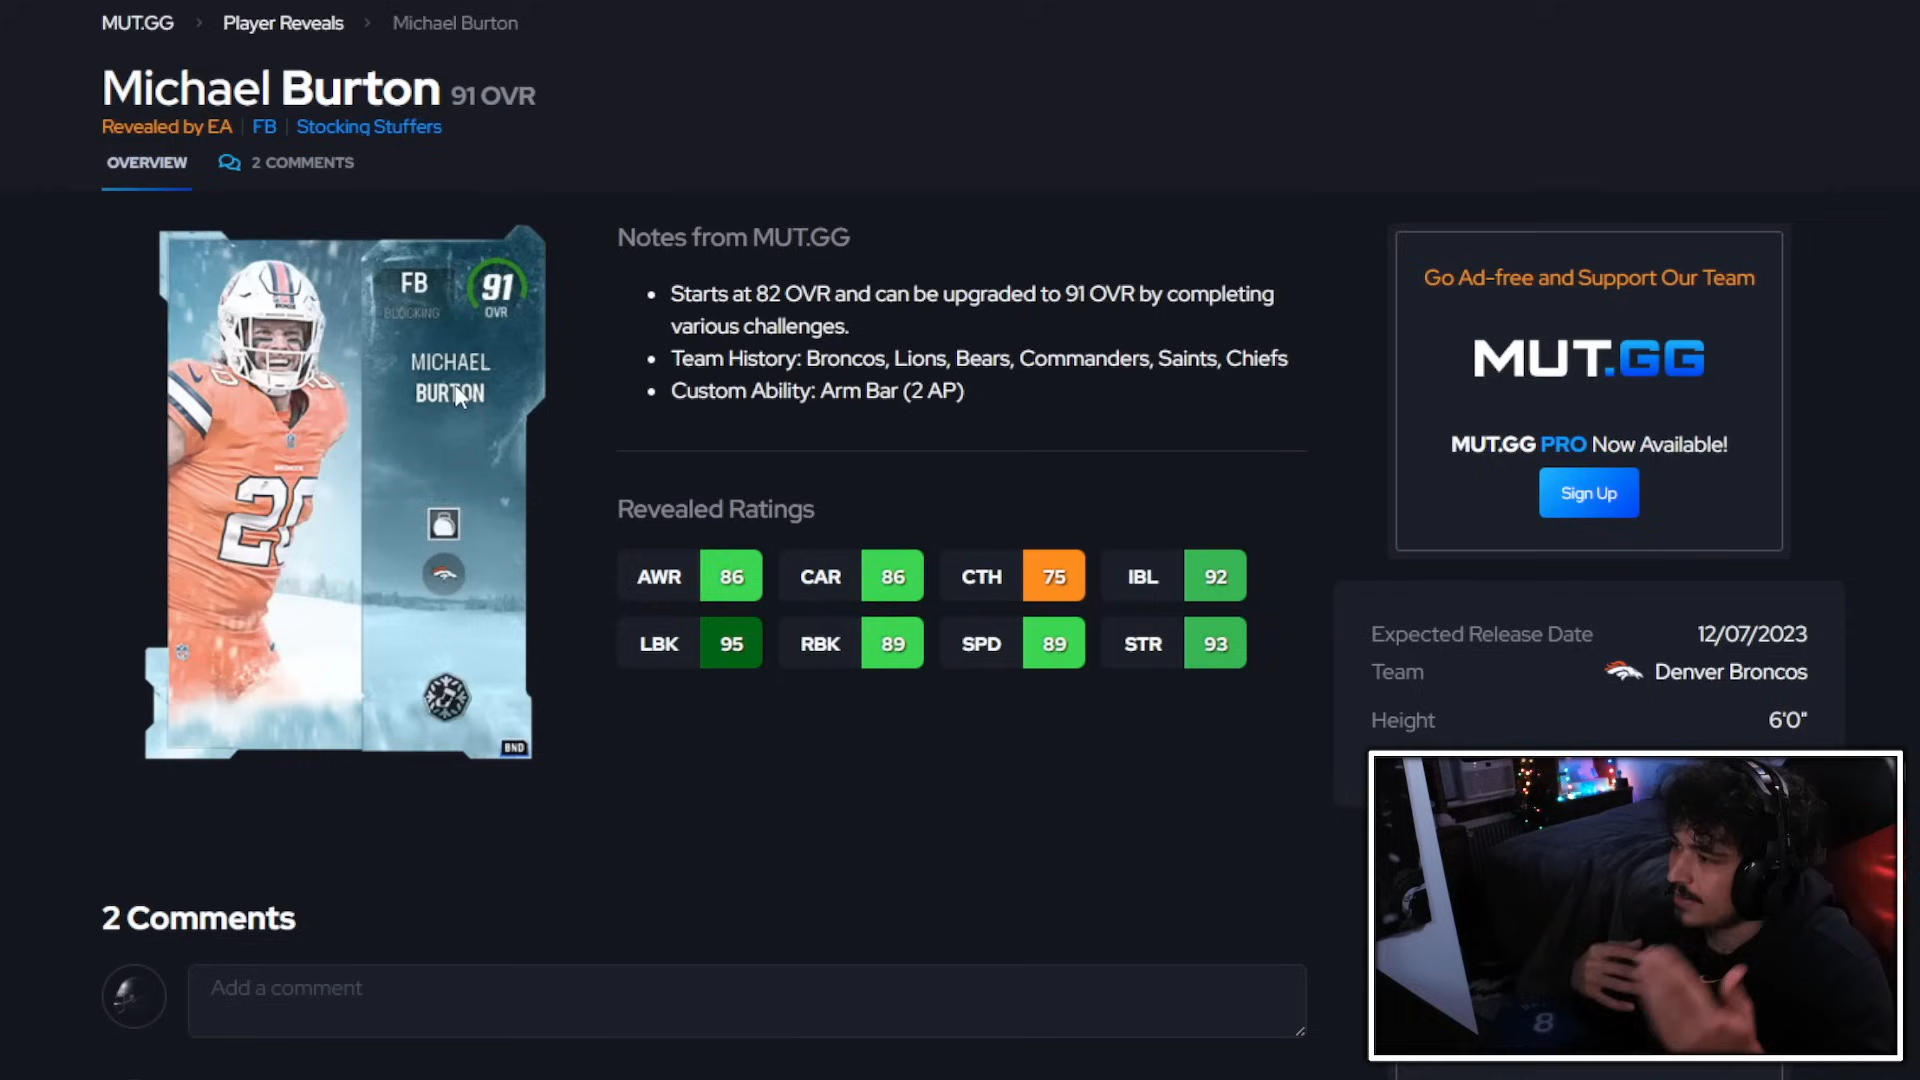 MUT.GG > Player Reveals > Michael Burton
Michael Burton 91 OVR
Revealed by EA | FB | Stocking Stuffers
OVERVIEW 2 COMMENTS
FB
BLOCKING
91
OVR
MICHAEL
BURTON
20
BND
Notes from MUT.GG
• Starts at 82 OVR and can be upgraded to 91 OVR by completing
various challenges.
• Team History: Broncos, Lions, Bears, Commanders, Saints, Chiefs
• Custom Ability: Arm Bar (2 AP)
Revealed Ratings
AWR 86 CAR 86 CTH 75 IBL 92
LBK 95 RBK 89 SPD 89 STR 93
Go Ad-free and Support Our Team
MUT.GG
MUT.GG PRO Now Available!
Sign Up
Expected Release Date 12/07/2023
Team Denver Broncos
Height 6'0"
2 Comments
Add a comment
8